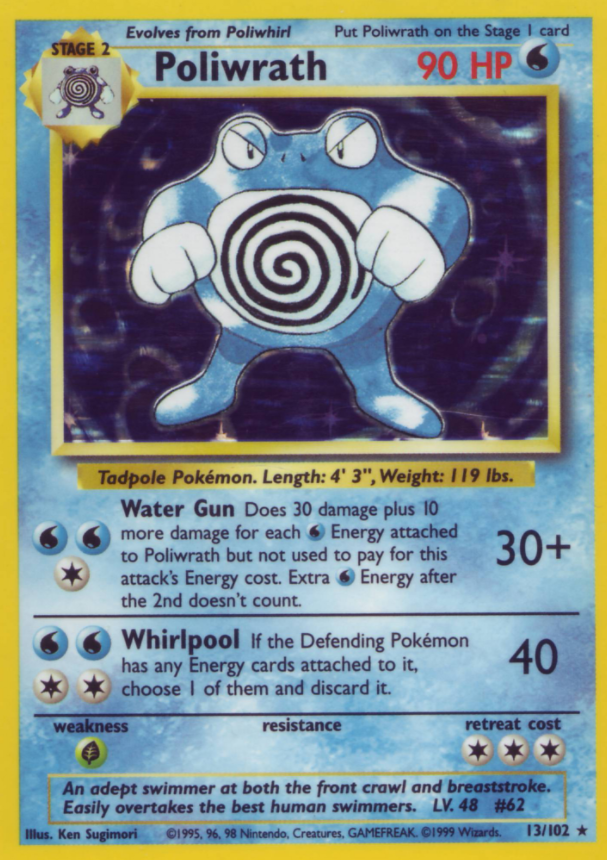 Evolves from Poliwhirl
Put Poliwrath on the Stage 1 card
STAGE 2
Poliwrath
90 HP
Tadpole Pokémon. Length: 4' 3", Weight: 119 lbs.
Water Gun Does 30 damage plus 10
more damage for each Energy attached
to Poliwrath but not used to pay for this
attack's Energy cost. Extra Energy after
the 2nd doesn't count.
30+
Whirlpool If the Defending Pokémon
has any Energy cards attached to it,
choose 1 of them and discard it.
40
weakness
resistance
retreat cost
An adept swimmer at both the front crawl and breaststroke.
Easily overtakes the best human swimmers. LV. 48 #62
Illus. Ken Sugimori
©1995, 96, 98 Nintendo, Creatures, GAMEFREAK. ©1999 Wizards.
13/102 ★